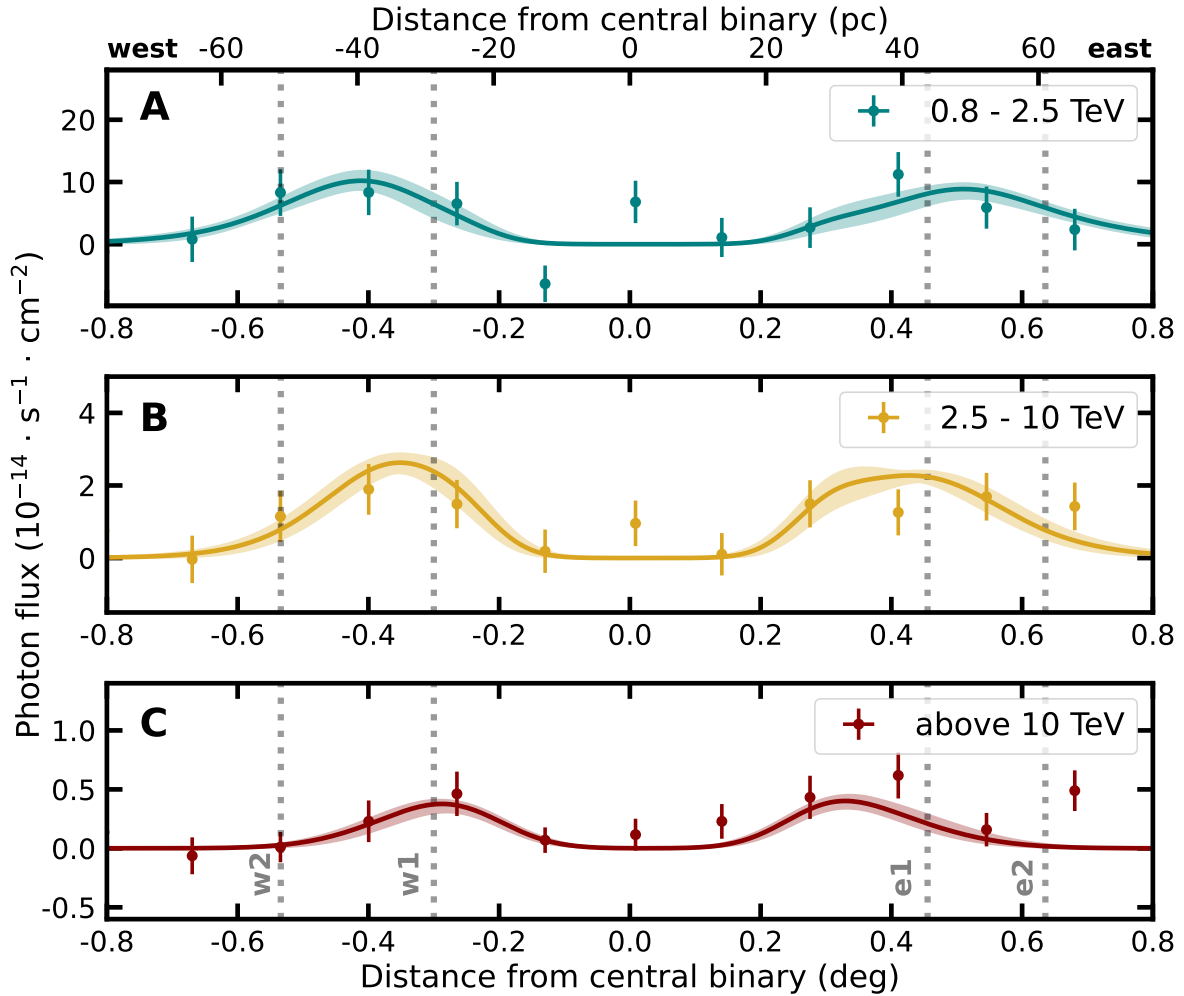 Distance from central binary (pc)
west -60 -40 -20 0 20 40 60 east
A
0.8 - 2.5 TeV
20
10
0
-0.8 -0.6 -0.4 -0.2 0.0 0.2 0.4 0.6 0.8
B
2.5 - 10 TeV
4
2
0
-0.8 -0.6 -0.4 -0.2 0.0 0.2 0.4 0.6 0.8
C
above 10 TeV
1.0
0.5
0.0
-0.5
w2 w1 e1 e2
-0.8 -0.6 -0.4 -0.2 0.0 0.2 0.4 0.6 0.8
Distance from central binary (deg)
Photon flux (10⁻¹⁴ · s⁻¹ · cm⁻²)